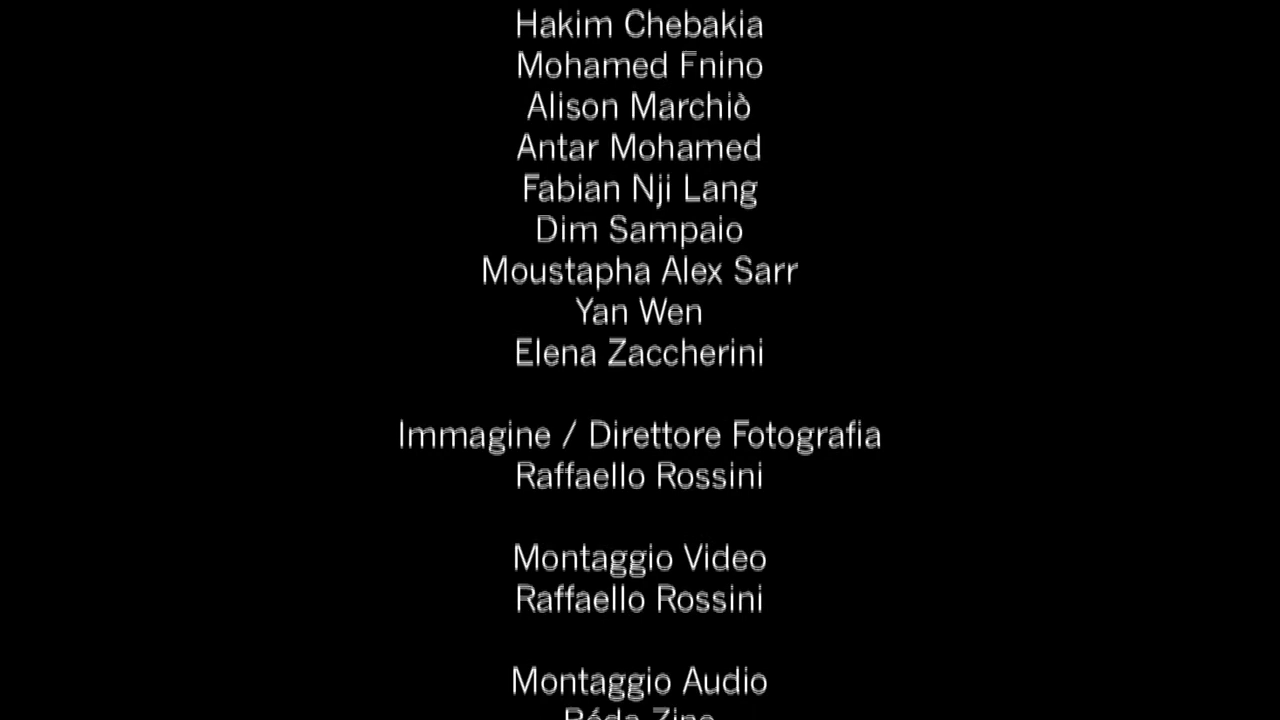 Hakim Chebakia
Mohamed Fnino
Alison Marchiò
Antar Mohamed
Fabian Nji Lang
Dim Sampaio
Moustapha Alex Sarr
Yan Wen
Elena Zaccherini
Immagine / Direttore Fotografia
Raffaello Rossini
Montaggio Video
Raffaello Rossini
Montaggio Audio